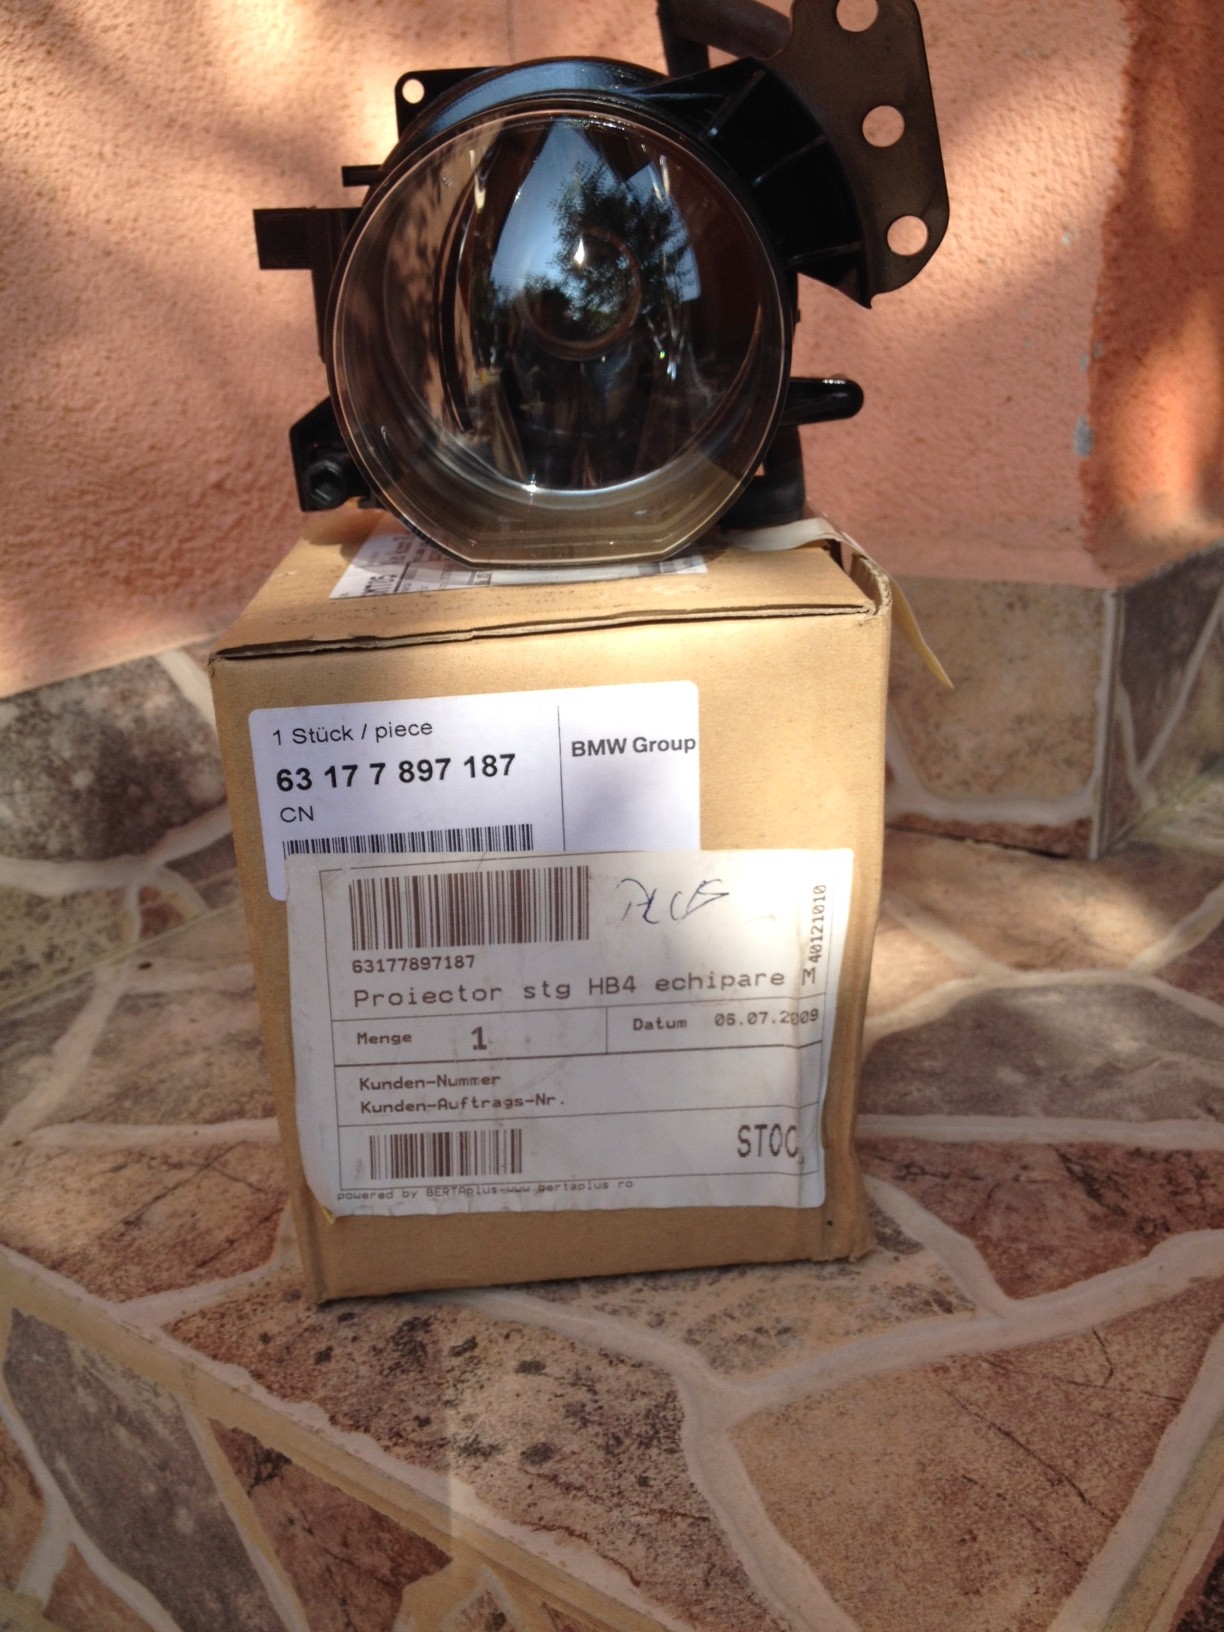 1 Stück / piece
BMW Group
63 17 7 897 187
CN
63177897187
Proiector stg HB4 echipare M
40121010
Menge 1
Datum 06.07.2009
Kunden-Nummer
Kunden-Auftrags-Nr.
STOC
powered by BERTAplus-www.bertaplus.ro